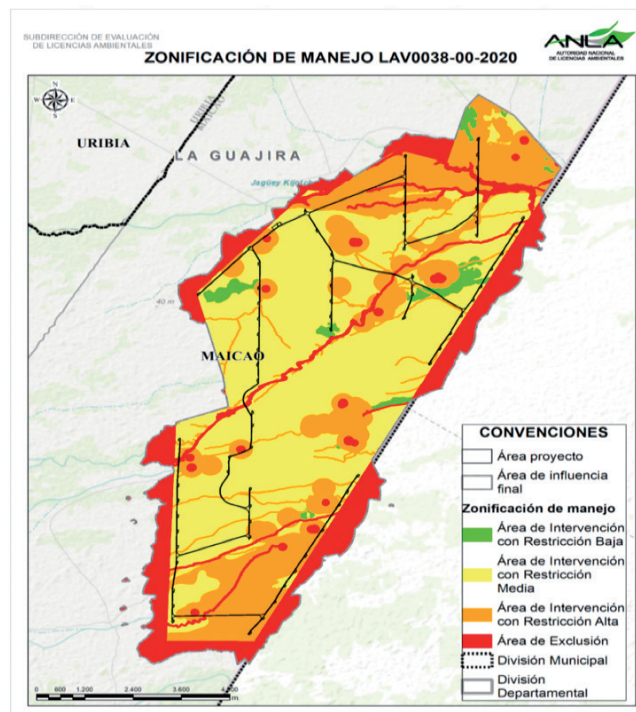 SUBDIRECCIÓN DE EVALUACIÓN
DE LICENCIAS AMBIENTALES
ANLA
AUTORIDAD NACIONAL
DE LICENCIAS AMBIENTALES
ZONIFICACIÓN DE MANEJO LAV0038-00-2020
N
W E
S
URIBIA
URIBIA
MAICAO
LA GUAJIRA
40 m
MAICAO
CONVENCIONES
Área proyecto
Área de influencia
final
Zonificación de manejo
Área de Intervención
con Restricción Baja
Área de Intervención
con Restricción
Media
Área de Intervención
con Restricción Alta
Área de Exclusión
División Municipal
División
Departamental
0 600 1.200 2.400 3.600
m